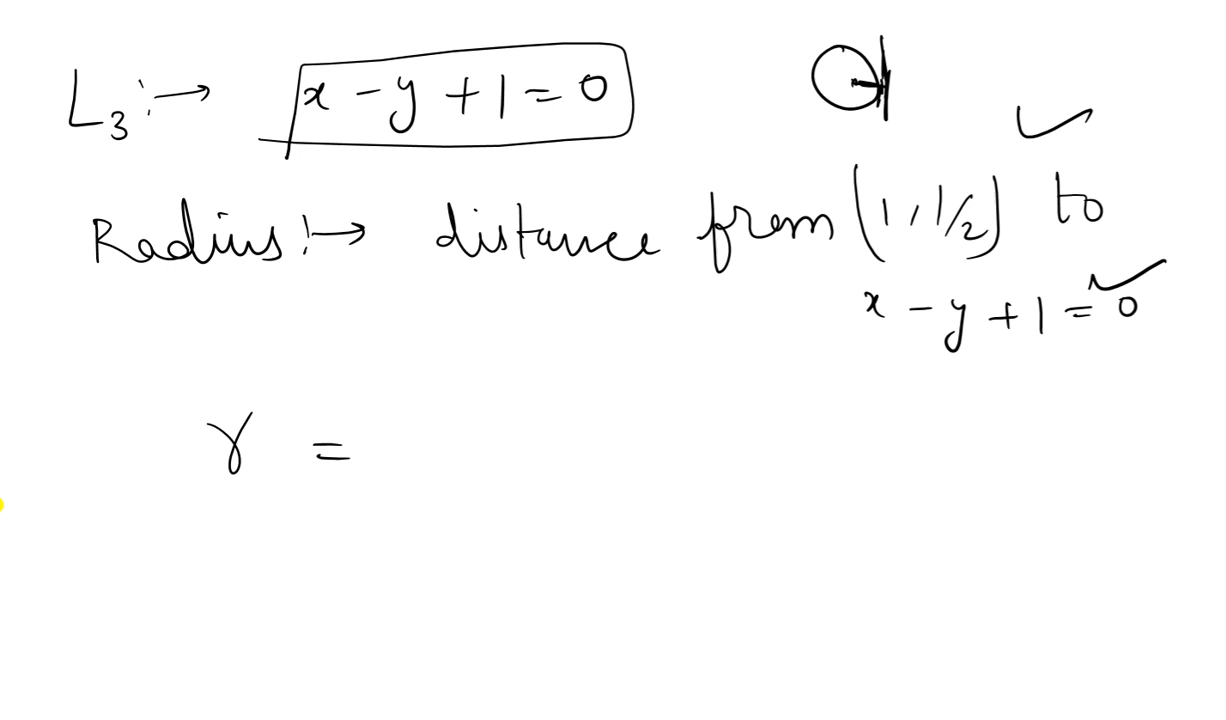 L₃ :→ x - y + 1 = 0
Radius :→ distance from (1, 1/2) to
x - y + 1 = 0
r =